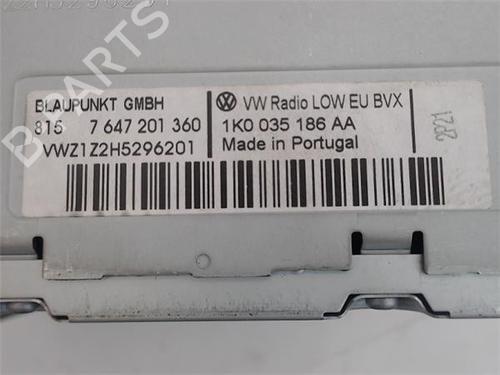 B PARTS
BLAUPUNKT GMBH
815 7 647 201 360
VWZ1Z2H5296201
VW Radio LOW EU BVX
1K0 035 186 AA
Made in Portugal
2P21